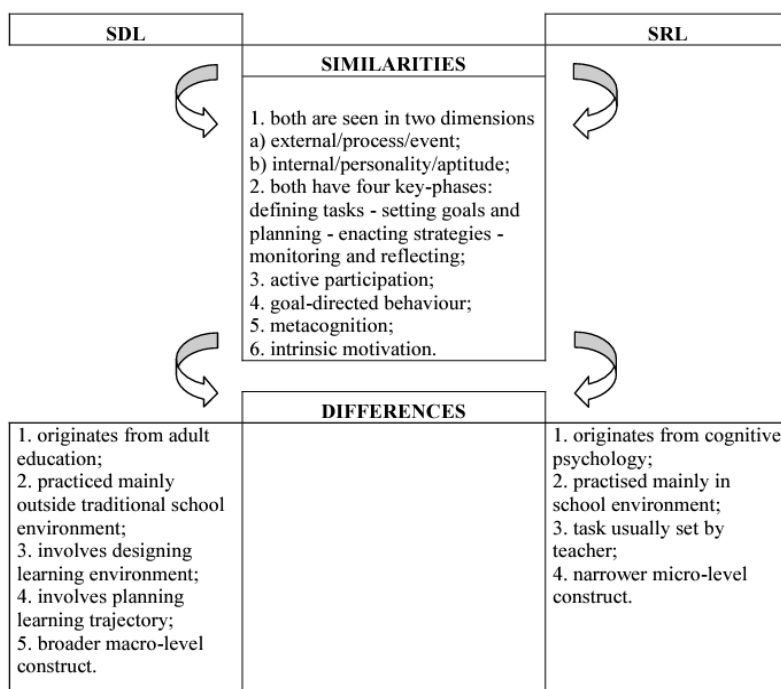 SDL
SRL
SIMILARITIES
1. both are seen in two dimensions
a) external/process/event;
b) internal/personality/aptitude;
2. both have four key-phases:
defining tasks - setting goals and
planning - enacting strategies -
monitoring and reflecting;
3. active participation;
4. goal-directed behaviour;
5. metacognition;
6. intrinsic motivation.
DIFFERENCES
1. originates from adult
education;
2. practiced mainly
outside traditional school
environment;
3. involves designing
learning environment;
4. involves planning
learning trajectory;
5. broader macro-level
construct.
1. originates from cognitive
psychology;
2. practised mainly in
school environment;
3. task usually set by
teacher;
4. narrower micro-level
construct.